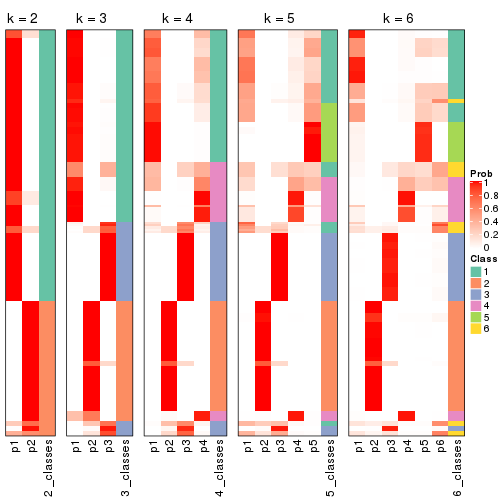 k = 2
k = 3
k = 4
k = 5
k = 6
Prob
1
0.8
0.6
0.4
0.2
0
Class
1
2
3
4
5
6
p1
p2
2_classes
p1
p2
p3
3_classes
p1
p2
p3
p4
4_classes
p1
p2
p3
p4
p5
5_classes
p1
p2
p3
p4
p5
p6
6_classes